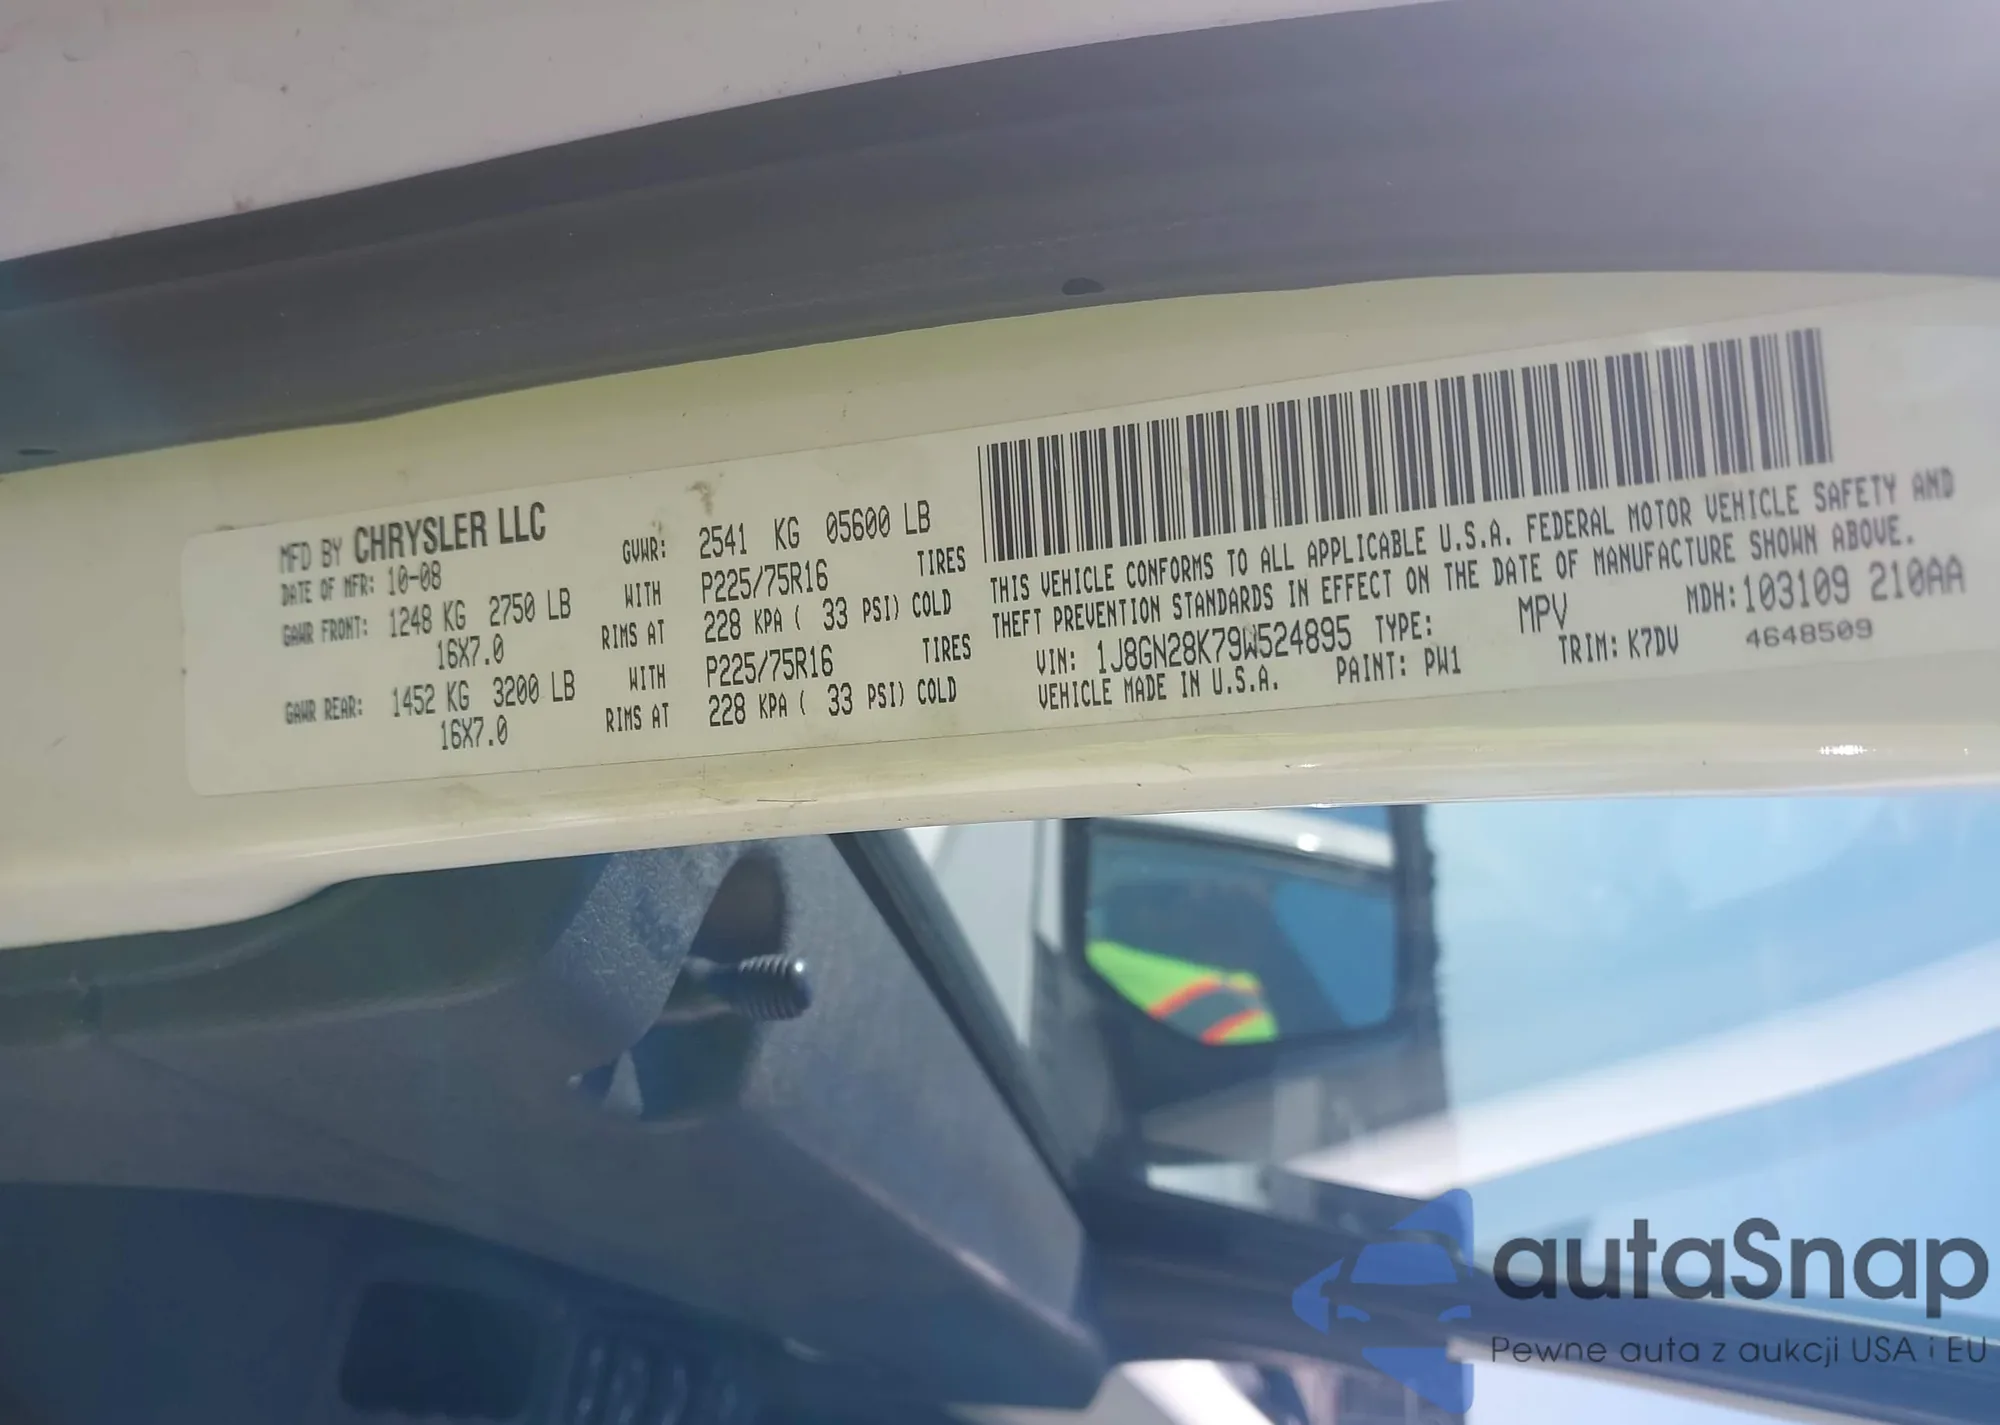 MFD BY CHRYSLER LLC
DATE OF MFR: 10-08
GVWR: 2541 KG 05600 LB
GAWR FRONT: 1248 KG 2750 LB WITH P225/75R16 TIRES
16X7.0 RIMS AT 228 KPA ( 33 PSI) COLD
GAWR REAR: 1452 KG 3200 LB WITH P225/75R16 TIRES
16X7.0 RIMS AT 228 KPA ( 33 PSI) COLD
THIS VEHICLE CONFORMS TO ALL APPLICABLE U.S.A. FEDERAL MOTOR VEHICLE SAFETY AND
THEFT PREVENTION STANDARDS IN EFFECT ON THE DATE OF MANUFACTURE SHOWN ABOVE.
VIN: 1J8GN28K79W524895 TYPE: MPV MDH: 103109 210AA
VEHICLE MADE IN U.S.A. PAINT: PW1 TRIM: K7DV 4648509
autaSnap
Pewne auta z aukcji USA i EU